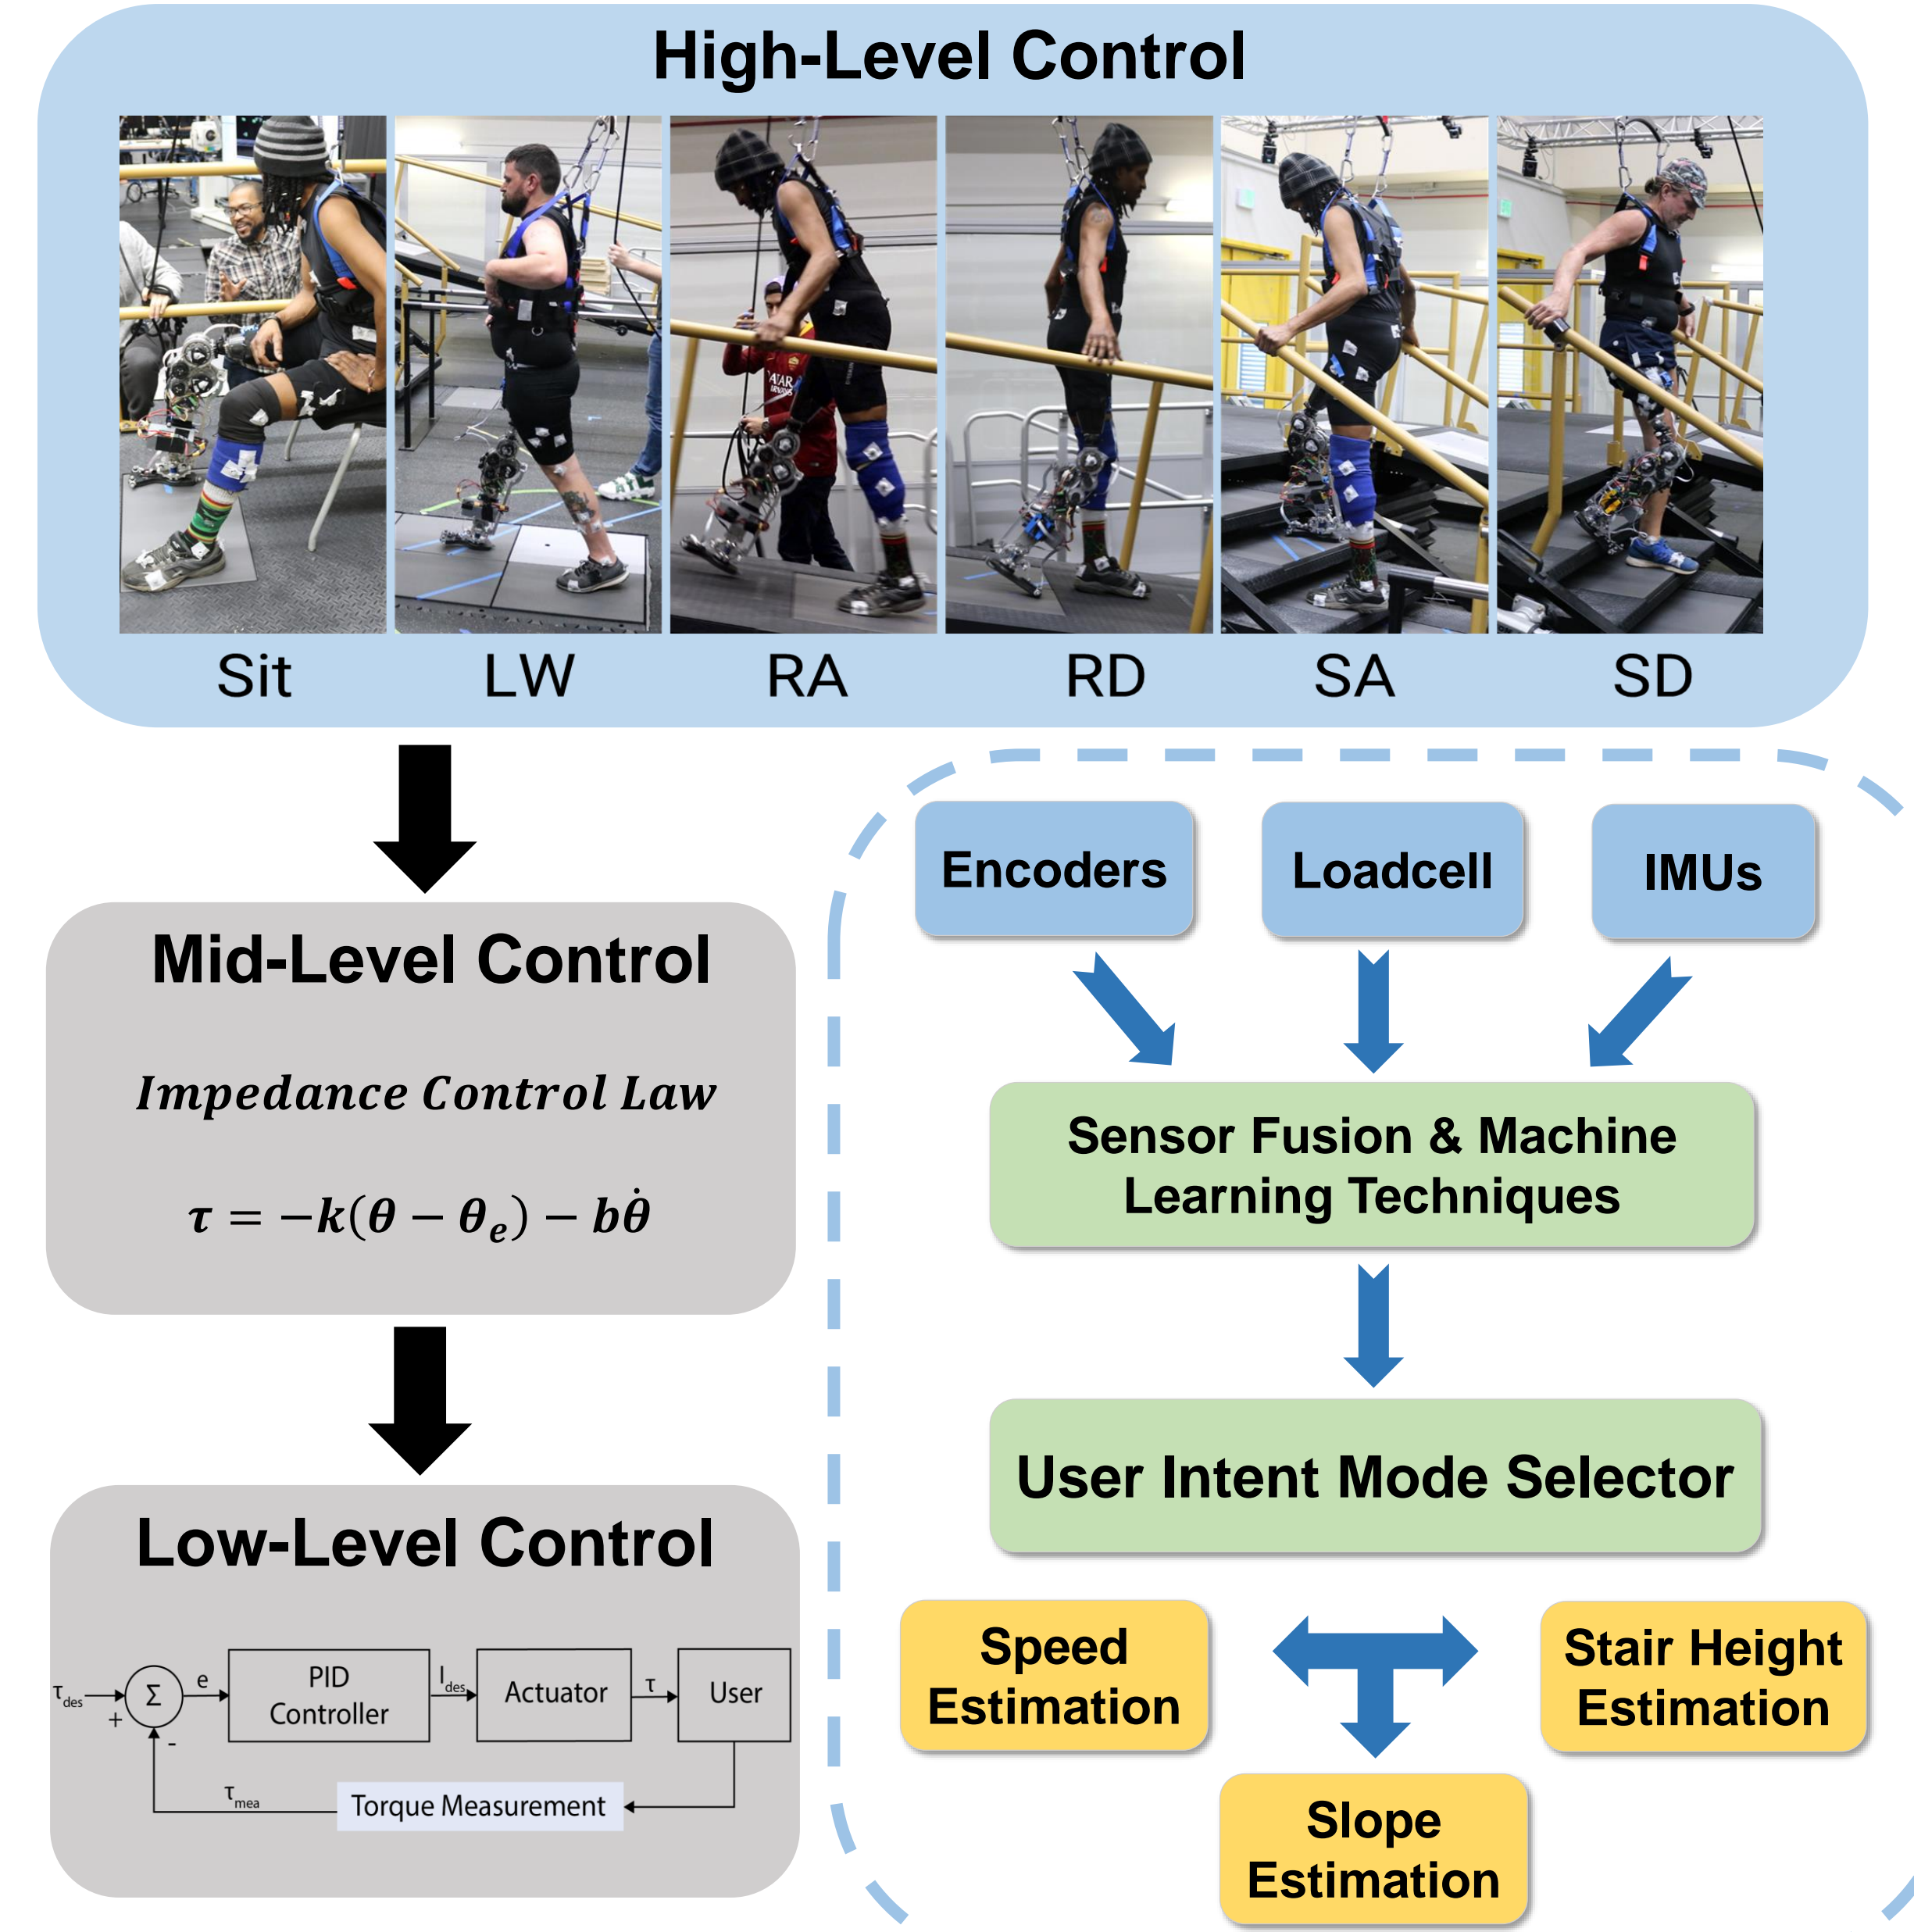 High-Level Control
QATAR
Sit
LW
RA
RD
SA
SD
Mid-Level Control
Impedance Control Law
τ = −k(θ − θₑ) − bθ̇
Low-Level Control
τdes
+
Σ
-
e
PID
Controller
Ides
Actuator
τ
User
τmea
Torque Measurement
Encoders
Loadcell
IMUs
Sensor Fusion & Machine
Learning Techniques
User Intent Mode Selector
Speed
Estimation
Stair Height
Estimation
Slope
Estimation